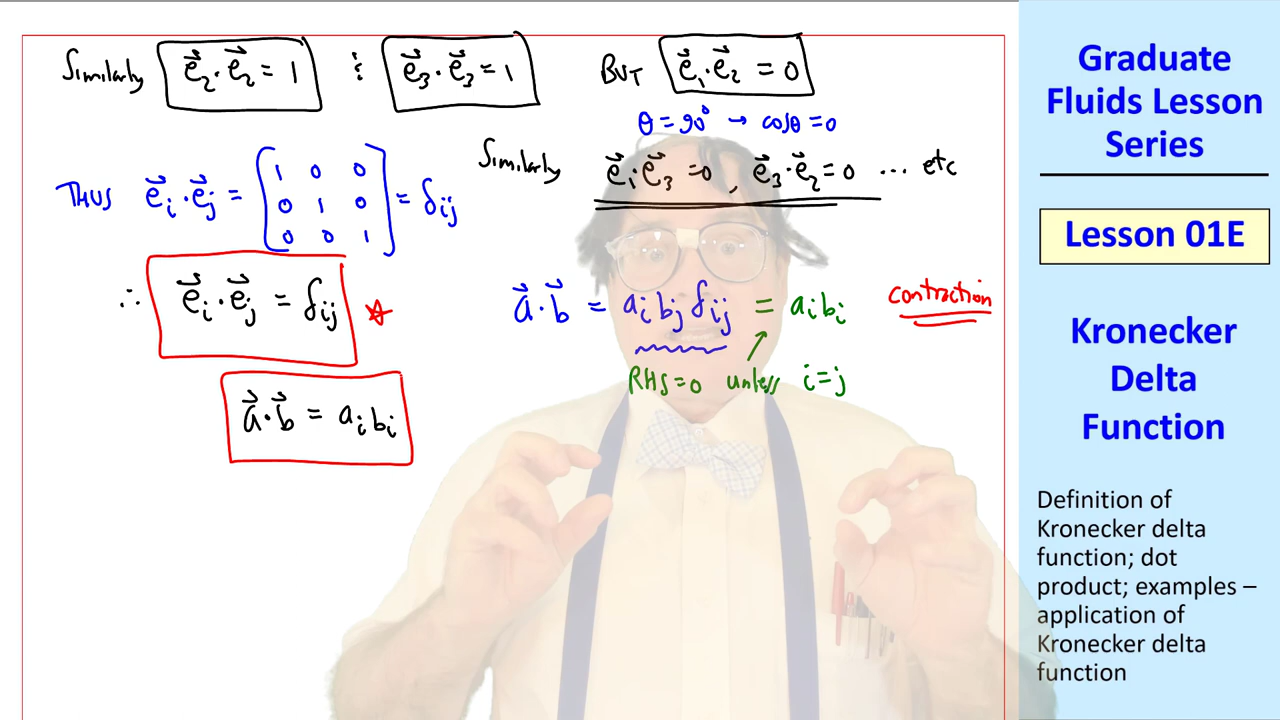 Similarly e⃗₂·e⃗₂ = 1 & e⃗₃·e⃗₃ = 1 BUT e⃗₁·e⃗₂ = 0
θ = 90° → cosθ = 0
Similarly e⃗₁·e⃗₃ = 0, e⃗₃·e⃗₂ = 0 ... etc
THUS e⃗ᵢ·e⃗ⱼ = [1 0 0
0 1 0
0 0 1] = δij
∴ e⃗ᵢ·e⃗ⱼ = δij ☆
a⃗·b⃗ = aᵢbⱼδij = aᵢbᵢ contraction
RHS=0 unless i=j
a⃗·b⃗ = aᵢbᵢ
Graduate
Fluids Lesson
Series
Lesson 01E
Kronecker
Delta
Function
Definition of
Kronecker delta
function; dot
product; examples –
application of
Kronecker delta
function